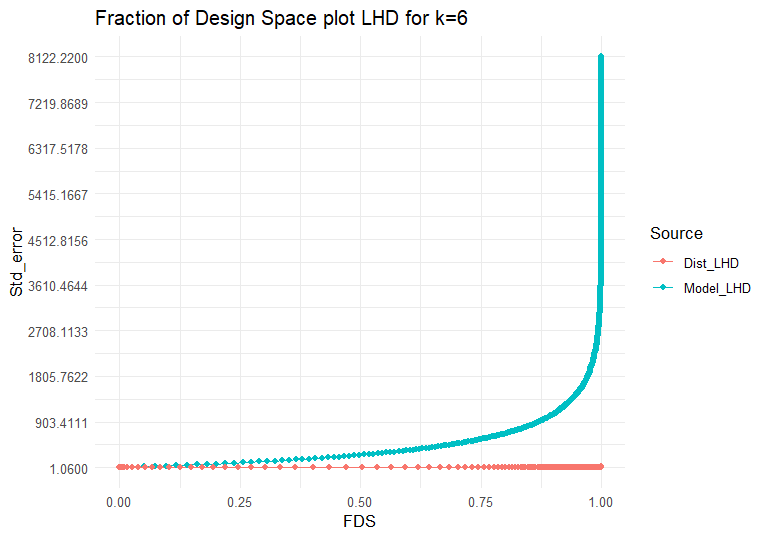 Fraction of Design Space plot LHD for k=6
8122.2200
7219.8689
6317.5178
5415.1667
4512.8156
3610.4644
2708.1133
1805.7622
903.4111
1.0600
Std_error
0.00 0.25 0.50 0.75 1.00
FDS
Source
Dist_LHD
Model_LHD